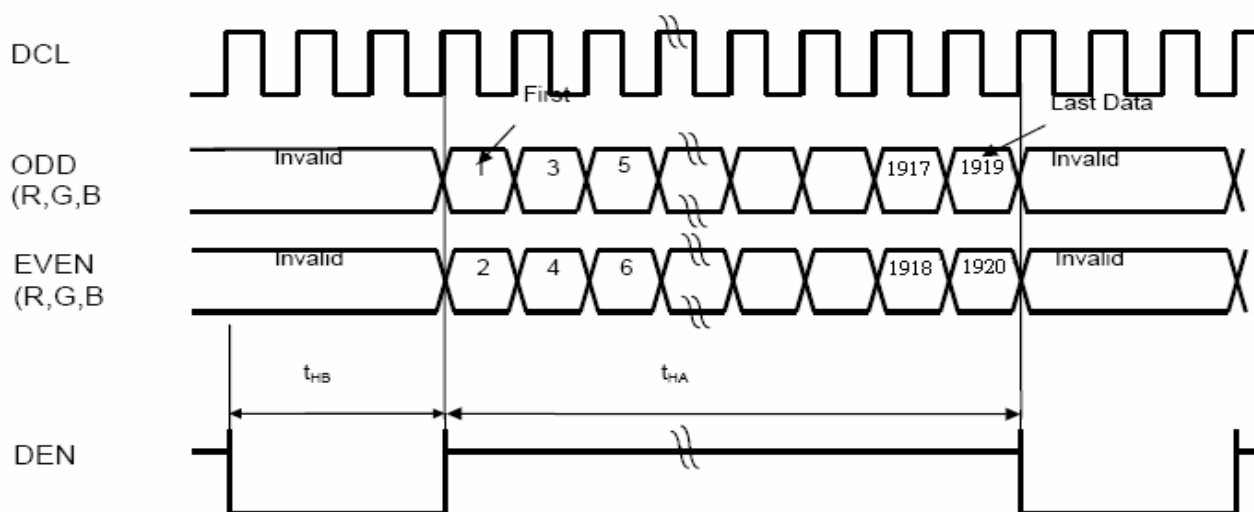 DCL
First
Last Data
ODD
(R,G,B
Invalid
1
3
5
1917
1919
Invalid
EVEN
(R,G,B
Invalid
2
4
6
1918
1920
Invalid
tHB
tHA
DEN